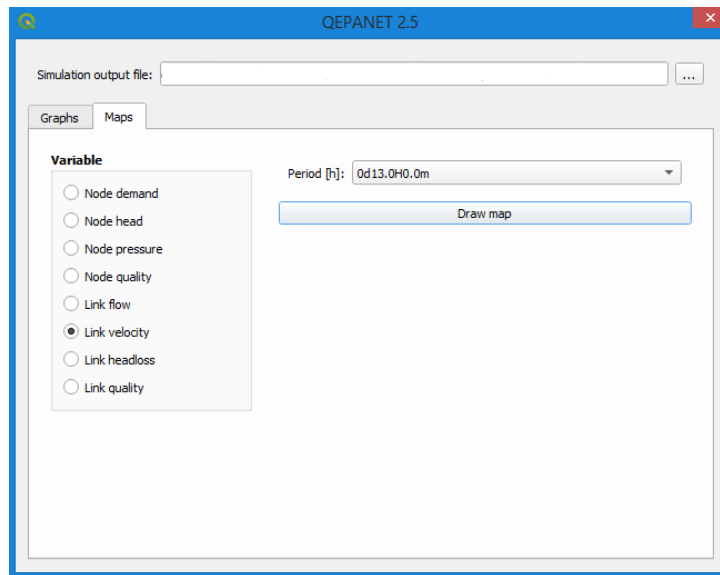 QEPANET 2.5
Simulation output file:
...
Graphs
Maps
Variable
Period [h]: 0d13.0H0.0m
Node demand
Draw map
Node head
Node pressure
Node quality
Link flow
Link velocity
Link headloss
Link quality